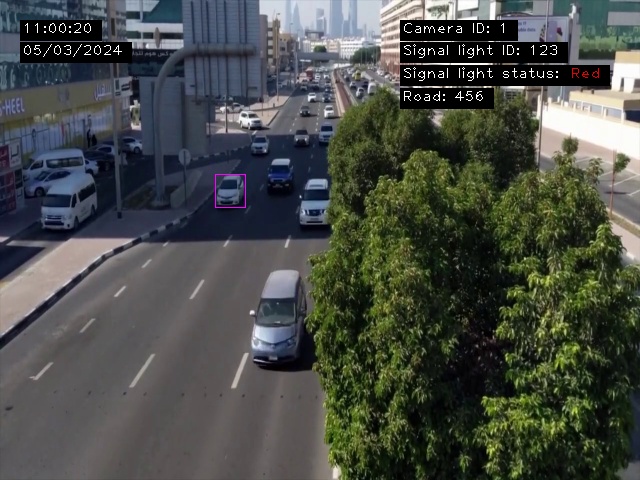 11:00:20
05/03/2024
Camera ID: 1
Signal light ID: 123
Signal light status: Red
Road: 456